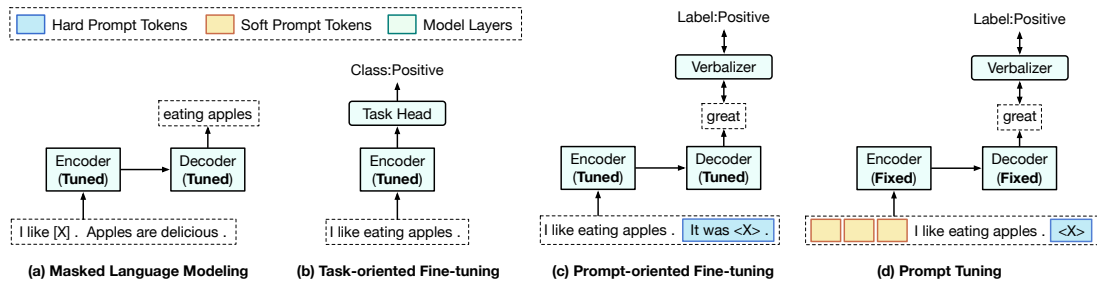 Hard Prompt Tokens Soft Prompt Tokens Model Layers
Class:Positive
Label:Positive
Label:Positive
Verbalizer
Verbalizer
eating apples
Task Head
great
great
Encoder
(Tuned)
Decoder
(Tuned)
Encoder
(Tuned)
Encoder
(Tuned)
Decoder
(Tuned)
Encoder
(Fixed)
Decoder
(Fixed)
I like [X] . Apples are delicious .
I like eating apples .
I like eating apples . It was <X> .
I like eating apples . <X>
(a) Masked Language Modeling
(b) Task-oriented Fine-tuning
(c) Prompt-oriented Fine-tuning
(d) Prompt Tuning